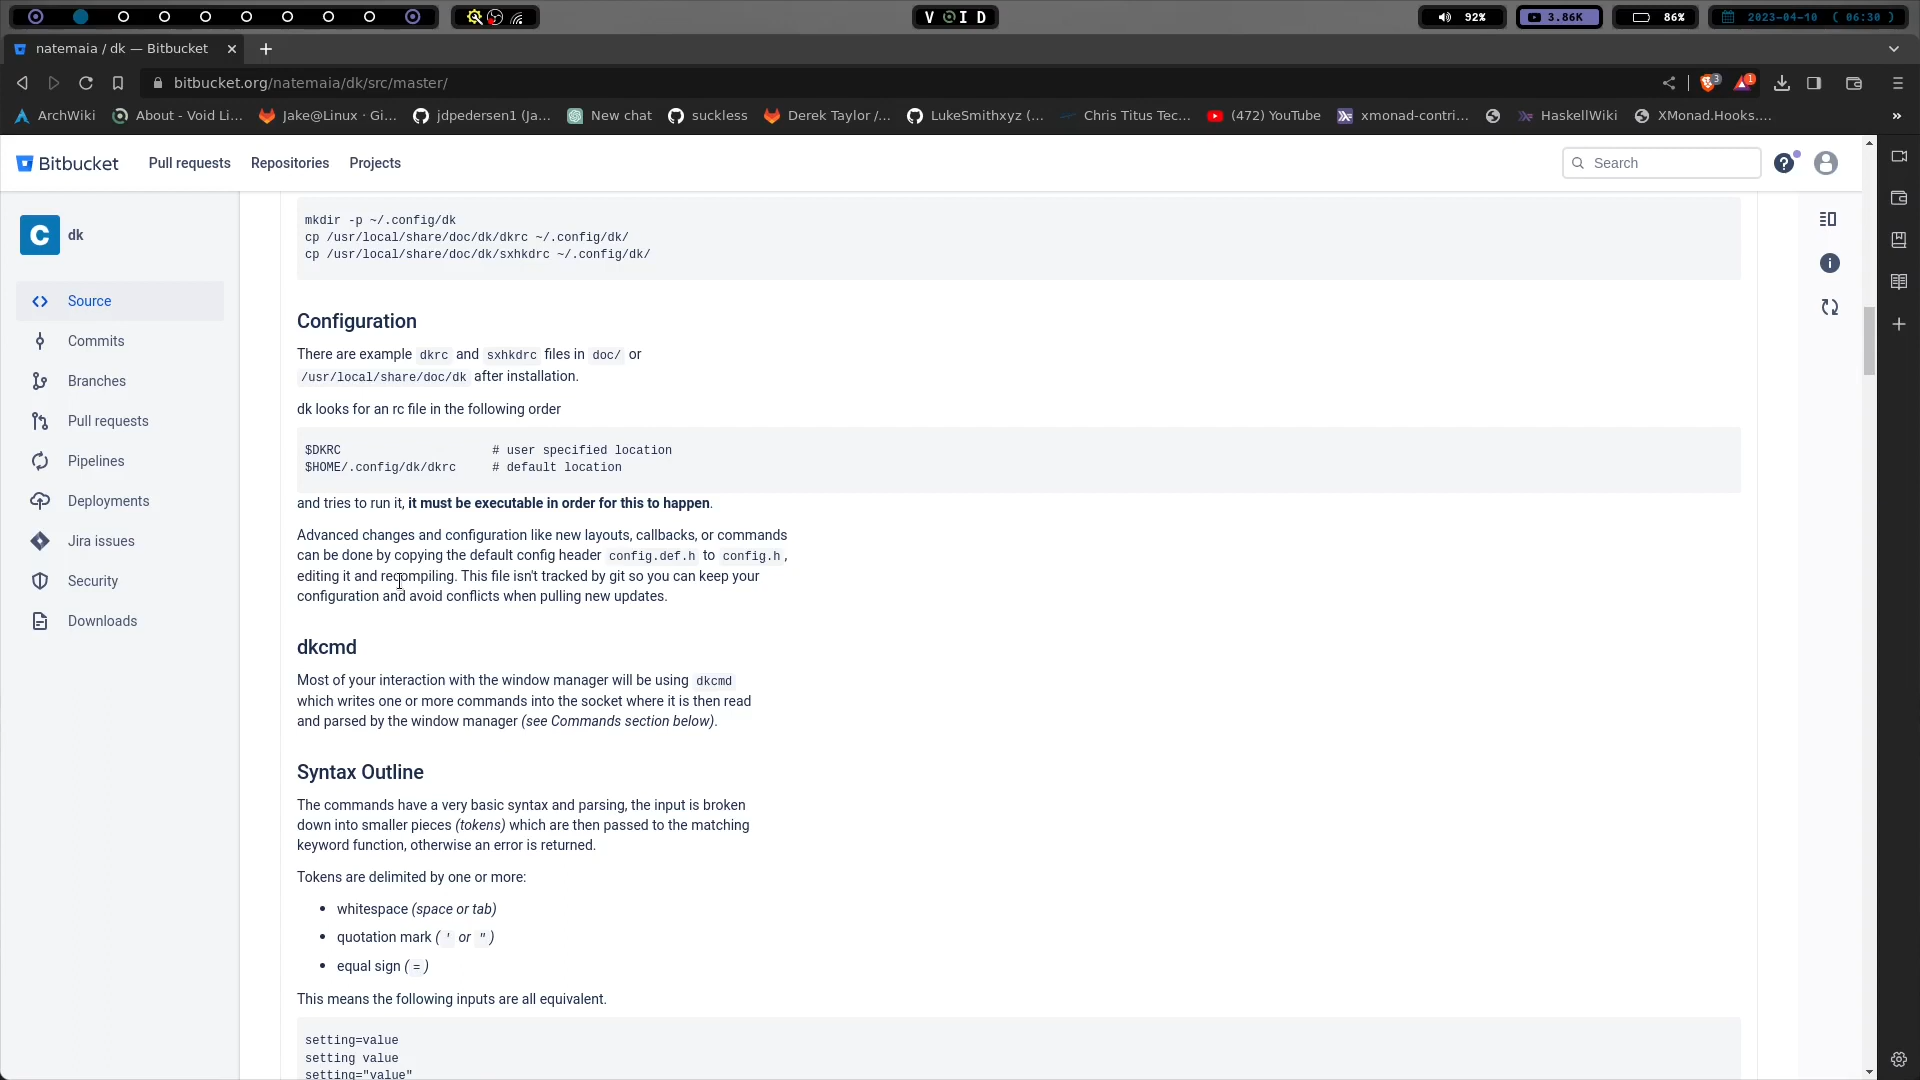 92%
3.86K
86%
2023-04-10 ( 06:30 )
V I D
natemaia / dk — Bitbucket
bitbucket.org/natemaia/dk/src/master/
3
1
ArchWiki
About - Void Li...
Jake@Linux · Gi...
jdpedersen1 (Ja...
New chat
suckless
Derek Taylor /...
LukeSmithxyz (...
Chris Titus Tec...
(472) YouTube
xmonad-contri...
HaskellWiki
XMonad.Hooks....
Bitbucket
Pull requests
Repositories
Projects
Search
C
dk
Source
Commits
Branches
Pull requests
Pipelines
Deployments
Jira issues
Security
Downloads
mkdir -p ~/.config/dk
cp /usr/local/share/doc/dk/dkrc ~/.config/dk/
cp /usr/local/share/doc/dk/sxhkdrc ~/.config/dk/
Configuration
There are example dkrc and sxhkdrc files in doc/ or
/usr/local/share/doc/dk after installation.
dk looks for an rc file in the following order
$DKRC # user specified location
$HOME/.config/dk/dkrc # default location
and tries to run it, it must be executable in order for this to happen.
Advanced changes and configuration like new layouts, callbacks, or commands
can be done by copying the default config header config.def.h to config.h,
editing it and recompiling. This file isn't tracked by git so you can keep your
configuration and avoid conflicts when pulling new updates.
dkcmd
Most of your interaction with the window manager will be using dkcmd
which writes one or more commands into the socket where it is then read
and parsed by the window manager (see Commands section below).
Syntax Outline
The commands have a very basic syntax and parsing, the input is broken
down into smaller pieces (tokens) which are then passed to the matching
keyword function, otherwise an error is returned.
Tokens are delimited by one or more:
• whitespace (space or tab)
• quotation mark ( ' or " )
• equal sign ( = )
This means the following inputs are all equivalent.
setting=value
setting value
setting="value"